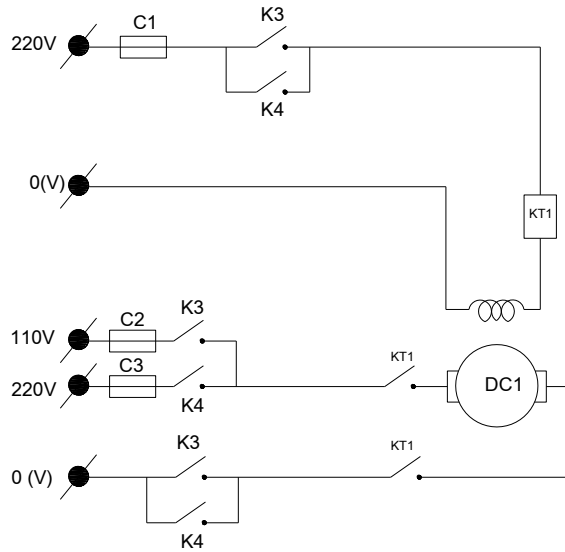 220V C1 K3
K4
0(V)
KT1
110V C2 K3
220V C3 K4 KT1 DC1
0 (V) K3 KT1
K4